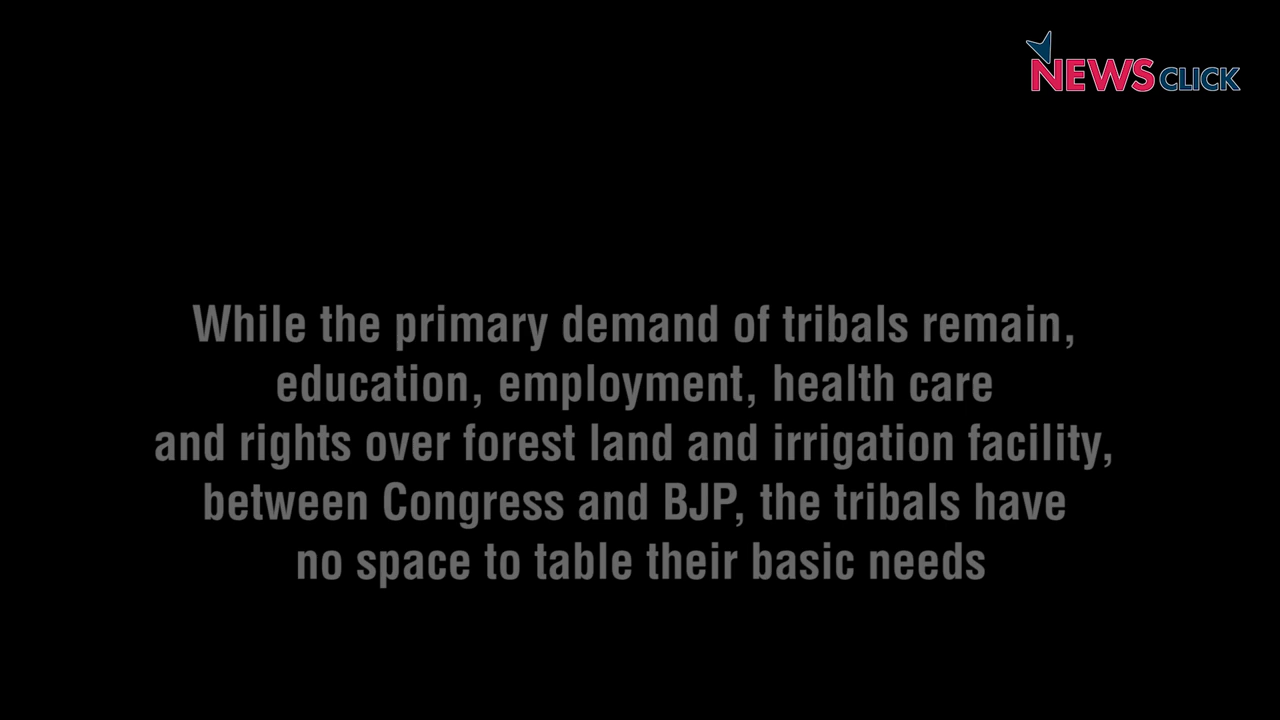 NEWSCLICK
While the primary demand of tribals remain,
education, employment, health care
and rights over forest land and irrigation facility,
between Congress and BJP, the tribals have
no space to table their basic needs